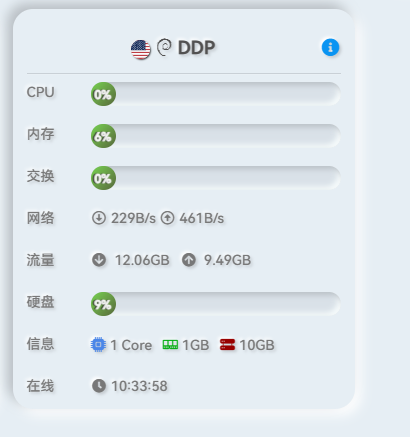 DDP
CPU 0%
内存 6%
交换 0%
网络 229B/s 461B/s
流量 12.06GB 9.49GB
硬盘 9%
信息 1 Core 1GB 10GB
在线 10:33:58